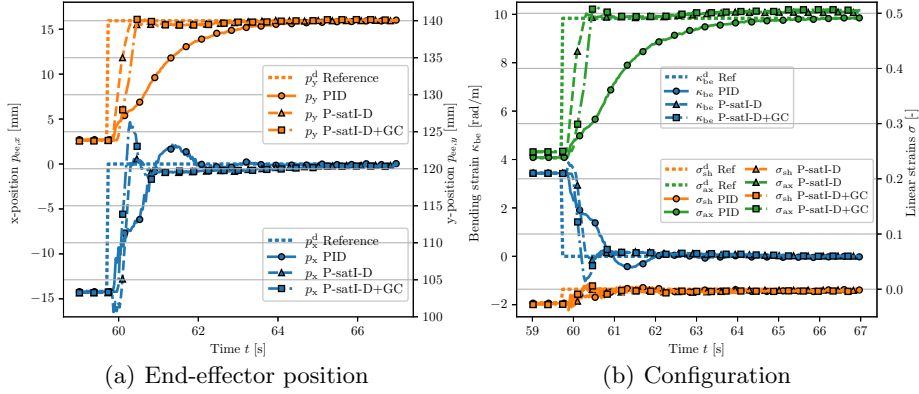 15
10
5
0
−5
−10
−15
x-position p_ee,x [mm]
140
135
130
125
120
115
110
105
100
y-position p_ee,y [mm]
p_y^d Reference
p_y PID
p_y P-satI-D
p_y P-satI-D+GC
p_x^d Reference
p_x PID
p_x P-satI-D
p_x P-satI-D+GC
60 62 64 66
Time t [s]
(a) End-effector position
10
8
6
4
2
0
−2
Bending strain κ_be [rad/m]
0.5
0.4
0.3
0.2
0.1
0.0
Linear strains σ [-]
κ_be^d Ref
κ_be PID
κ_be P-satI-D
κ_be P-satI-D+GC
σ_sh^d Ref
σ_ax^d Ref
σ_sh PID
σ_ax PID
σ_sh P-satI-D
σ_ax P-satI-D
σ_sh P-satI-D+GC
σ_ax P-satI-D+GC
59 60 61 62 63 64 65 66 67
Time t [s]
(b) Configuration